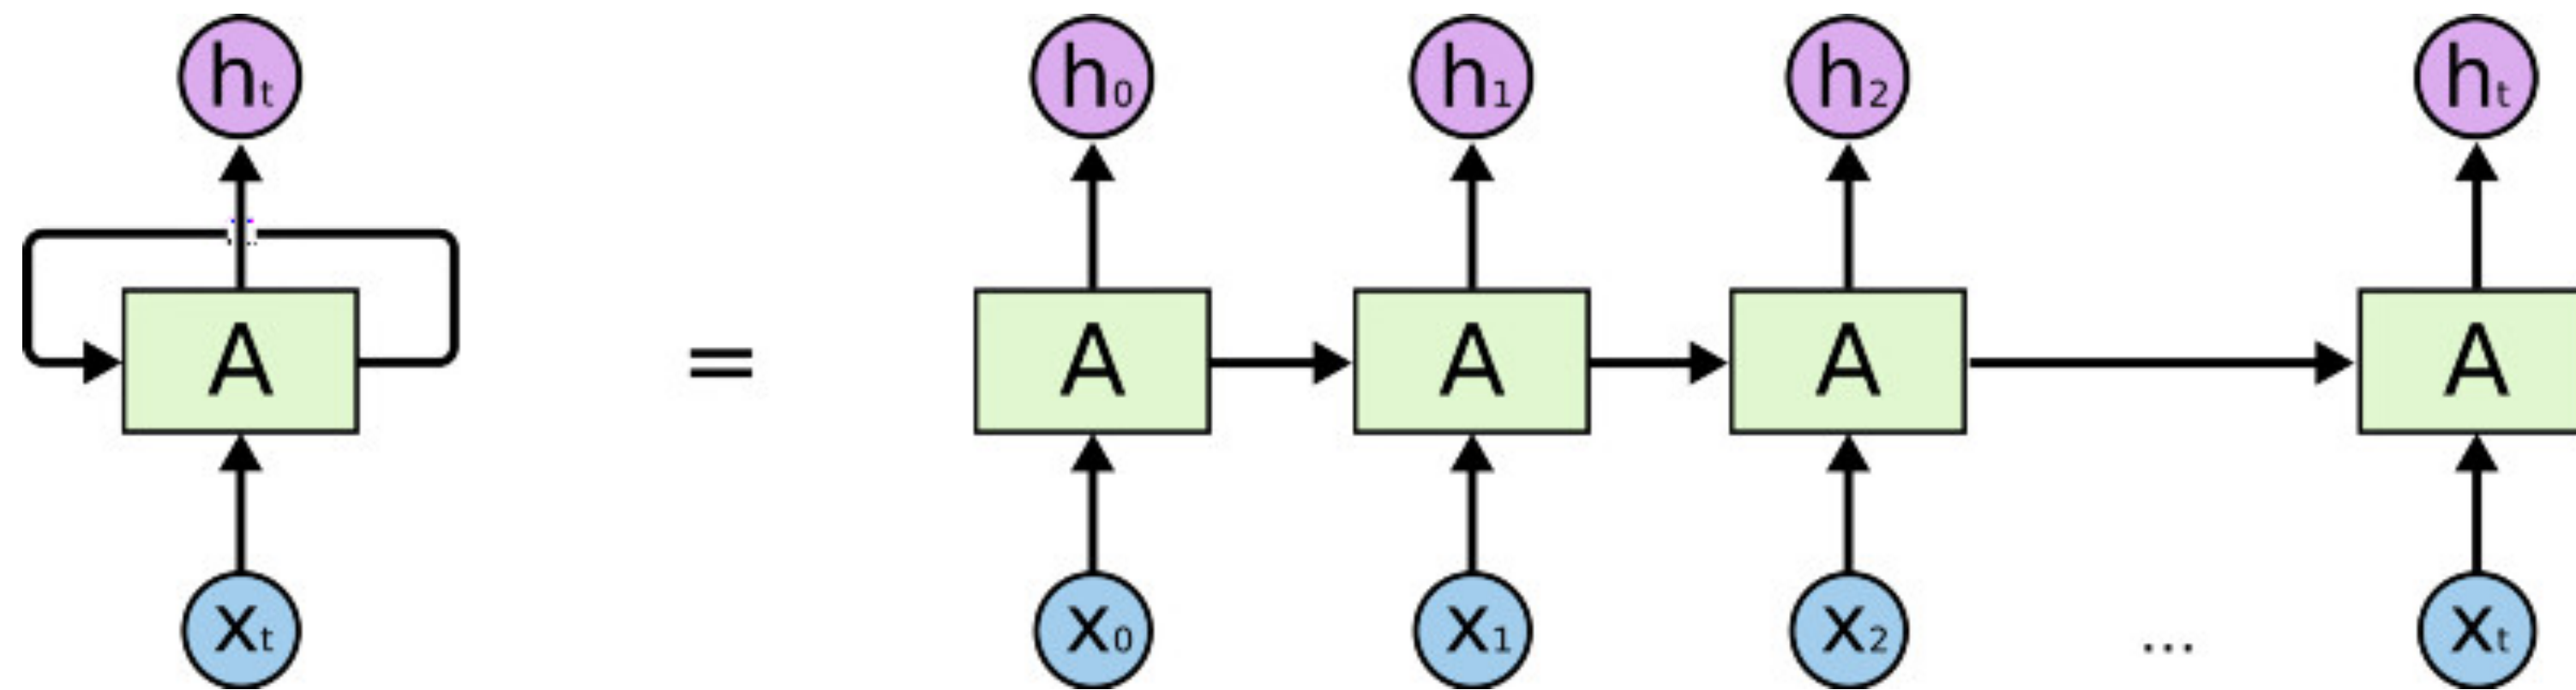 hₜ h₀ h₁ h₂ hₜ
A = A A A A
xₜ x₀ x₁ x₂ ... xₜ